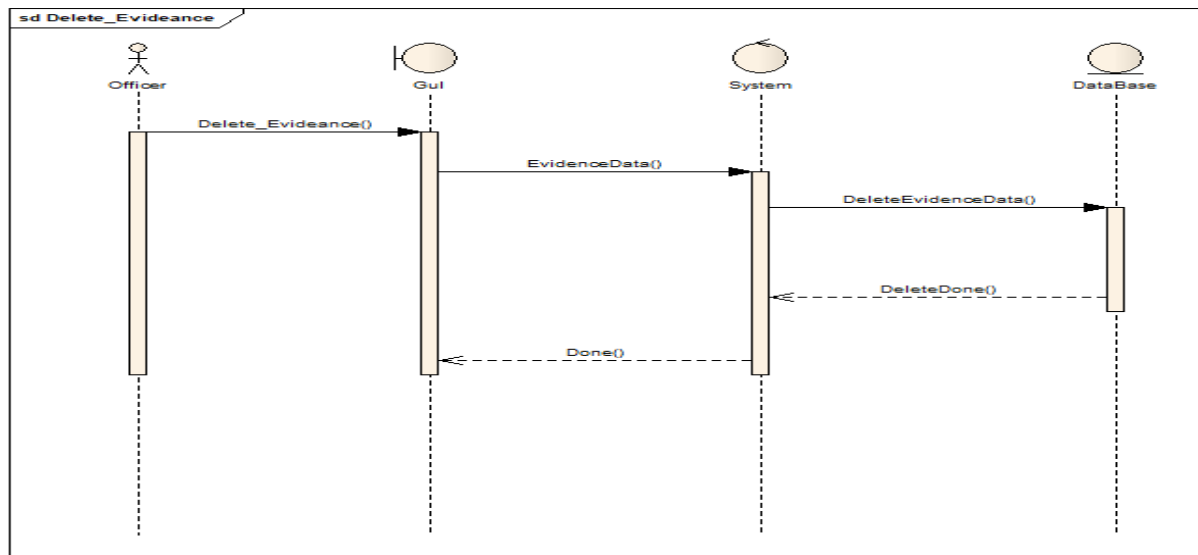 sd Delete_Evideance
Officer
GuI
System
DataBase
Delete_Evideance()
EvidenceData()
DeleteEvidenceData()
DeleteDone()
Done()